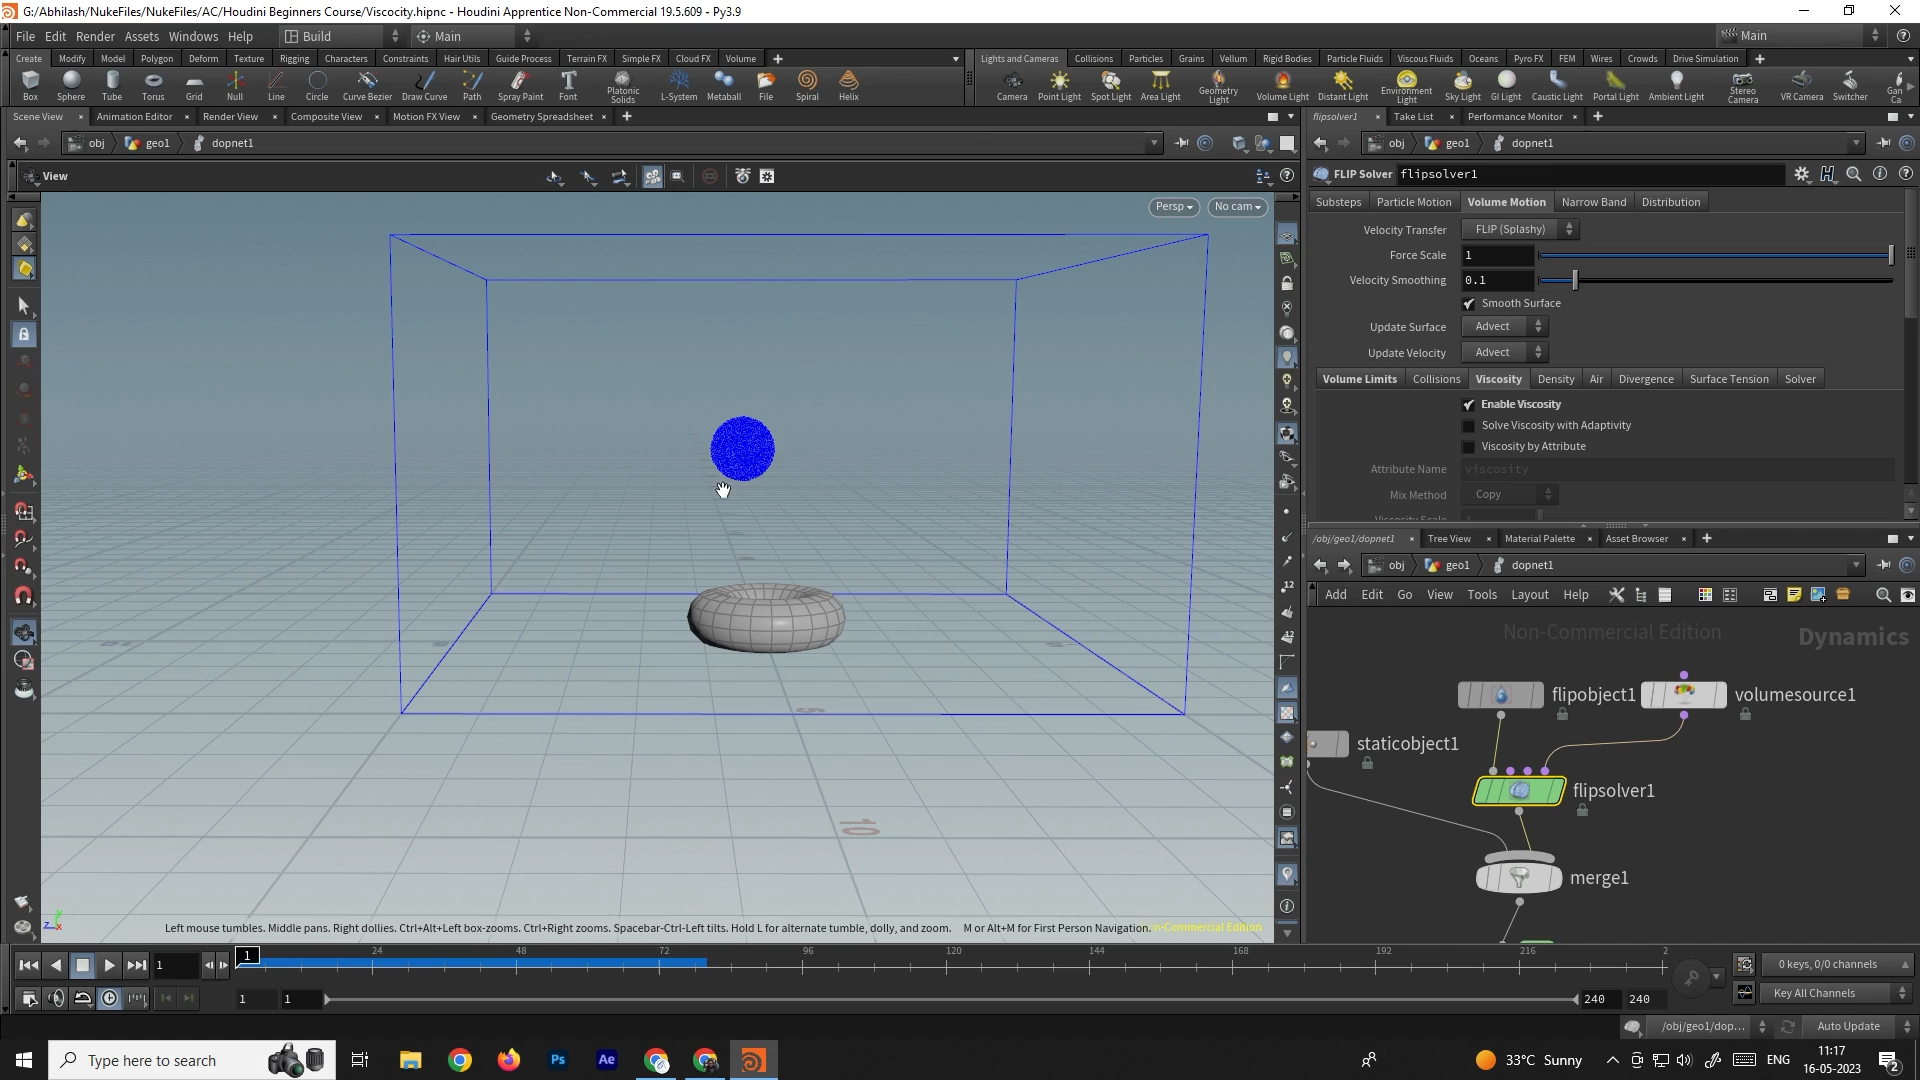 G:/Abhilash/NukeFiles/NukeFiles/AC/Houdini Beginners Course/Viscocity.hipnc - Houdini Apprentice Non-Commercial 19.5.609 - Py3.9
File Edit Render Assets Windows Help Build Main Main
Create Modify Model Polygon Deform Texture Rigging Characters Constraints Hair Utils Guide Process Terrain FX Simple FX Cloud FX Volume
Lights and Cameras Collisions Particles Grains Vellum Rigid Bodies Particle Fluids Viscous Fluids Oceans Pyro FX FEM Wires Crowds Drive Simulation
Box Sphere Tube Torus Grid Null Line Circle Curve Bezier Draw Curve Path Spray Paint Font Platonic Solids L-System Metaball File Spiral Helix
Camera Point Light Spot Light Area Light Geometry Light Volume Light Distant Light Environment Light Sky Light GI Light Caustic Light Portal Light Ambient Light Stereo Camera VR Camera Switcher Gan Ca
Scene View Animation Editor Render View Composite View Motion FX View Geometry Spreadsheet
flipsolver1 Take List Performance Monitor
obj geo1 dopnet1
obj geo1 dopnet1
View
FLIP Solver flipsolver1
Persp No cam
Substeps Particle Motion Volume Motion Narrow Band Distribution
Velocity Transfer FLIP (Splashy)
Force Scale 1
Velocity Smoothing 0.1
Smooth Surface
Update Surface Advect
Update Velocity Advect
Volume Limits Collisions Viscosity Density Air Divergence Surface Tension Solver
Enable Viscosity
Solve Viscosity with Adaptivity
Viscosity by Attribute
Attribute Name viscosity
Mix Method Copy
/obj/geo1/dopnet1 Tree View Material Palette Asset Browser
obj geo1 dopnet1
Add Edit Go View Tools Layout Help
Non-Commercial Edition Dynamics
flipobject1 volumesource1
staticobject1
flipsolver1
merge1
5
10
12
12
z y x
Left mouse tumbles. Middle pans. Right dollies. Ctrl+Alt+Left box-zooms. Ctrl+Right zooms. Spacebar-Ctrl-Left tilts. Hold L for alternate tumble, dolly, and zoom. M or Alt+M for First Person Navigation. n-Commercial Edition
1 1 24 48 72 96 120 144 168 192 216 2
0 keys, 0/0 channels
1 1 240 240 Key All Channels
/obj/geo1/dop... Auto Update
Type here to search Ps Ae 33°C Sunny ENG 11:17
16-05-2023 2